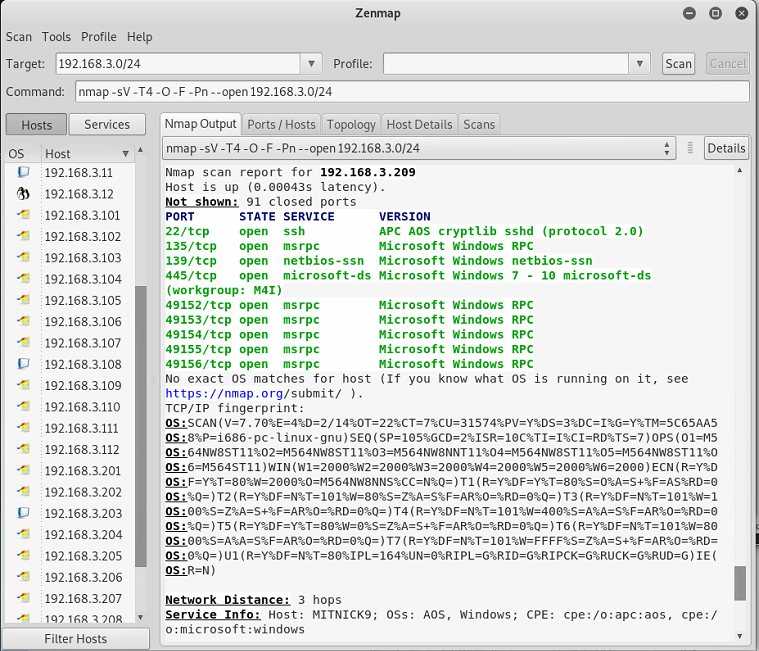 Zenmap
Scan Tools Profile Help
Target: 192.168.3.0/24 Profile: Scan Cancel
Command: nmap -sV -T4 -O -F -Pn --open 192.168.3.0/24
Hosts Services
OS Host
192.168.3.11
192.168.3.12
192.168.3.101
192.168.3.102
192.168.3.103
192.168.3.104
192.168.3.105
192.168.3.106
192.168.3.107
192.168.3.108
192.168.3.109
192.168.3.110
192.168.3.111
192.168.3.112
192.168.3.201
192.168.3.202
192.168.3.203
192.168.3.204
192.168.3.205
192.168.3.206
192.168.3.207
192.168.3.208
Filter Hosts
Nmap Output Ports / Hosts Topology Host Details Scans
nmap -sV -T4 -O -F -Pn --open 192.168.3.0/24 Details
Nmap scan report for 192.168.3.209
Host is up (0.00043s latency).
Not shown: 91 closed ports
PORT STATE SERVICE VERSION
22/tcp open ssh APC AOS cryptlib sshd (protocol 2.0)
135/tcp open msrpc Microsoft Windows RPC
139/tcp open netbios-ssn Microsoft Windows netbios-ssn
445/tcp open microsoft-ds Microsoft Windows 7 - 10 microsoft-ds
(workgroup: M4I)
49152/tcp open msrpc Microsoft Windows RPC
49153/tcp open msrpc Microsoft Windows RPC
49154/tcp open msrpc Microsoft Windows RPC
49155/tcp open msrpc Microsoft Windows RPC
49156/tcp open msrpc Microsoft Windows RPC
No exact OS matches for host (If you know what OS is running on it, see
https://nmap.org/submit/ ).
TCP/IP fingerprint:
OS:SCAN(V=7.70%E=4%D=2/14%OT=22%CT=7%CU=31574%PV=Y%DS=3%DC=I%G=Y%TM=5C65AA5
OS:8%P=i686-pc-linux-gnu)SEQ(SP=105%GCD=2%ISR=10C%TI=I%CI=RD%TS=7)OPS(O1=M5
OS:64NW8ST11%O2=M564NW8ST11%O3=M564NW8NNT11%O4=M564NW8ST11%O5=M564NW8ST11%O
OS:6=M564ST11)WIN(W1=2000%W2=2000%W3=2000%W4=2000%W5=2000%W6=2000)ECN(R=Y%D
OS:F=Y%T=80%W=2000%O=M564NW8NNS%CC=N%Q=)T1(R=Y%DF=Y%T=80%S=O%A=S+%F=AS%RD=0
OS:%Q=)T2(R=Y%DF=N%T=101%W=80%S=Z%A=S%F=AR%O=%RD=0%Q=)T3(R=Y%DF=N%T=101%W=1
OS:00%S=Z%A=S+%F=AR%O=%RD=0%Q=)T4(R=Y%DF=N%T=101%W=400%S=A%A=S%F=AR%O=%RD=0
OS:%Q=)T5(R=Y%DF=Y%T=80%W=0%S=Z%A=S+%F=AR%O=%RD=0%Q=)T6(R=Y%DF=N%T=101%W=80
OS:00%S=A%A=S%F=AR%O=%RD=0%Q=)T7(R=Y%DF=N%T=101%W=FFFF%S=Z%A=S+%F=AR%O=%RD=
OS:0%Q=)U1(R=Y%DF=N%T=80%IPL=164%UN=0%RIPL=G%RID=G%RIPCK=G%RUCK=G%RUD=G)IE(
OS:R=N)
Network Distance: 3 hops
Service Info: Host: MITNICK9; OSs: AOS, Windows; CPE: cpe:/o:apc:aos, cpe:/
o:microsoft:windows